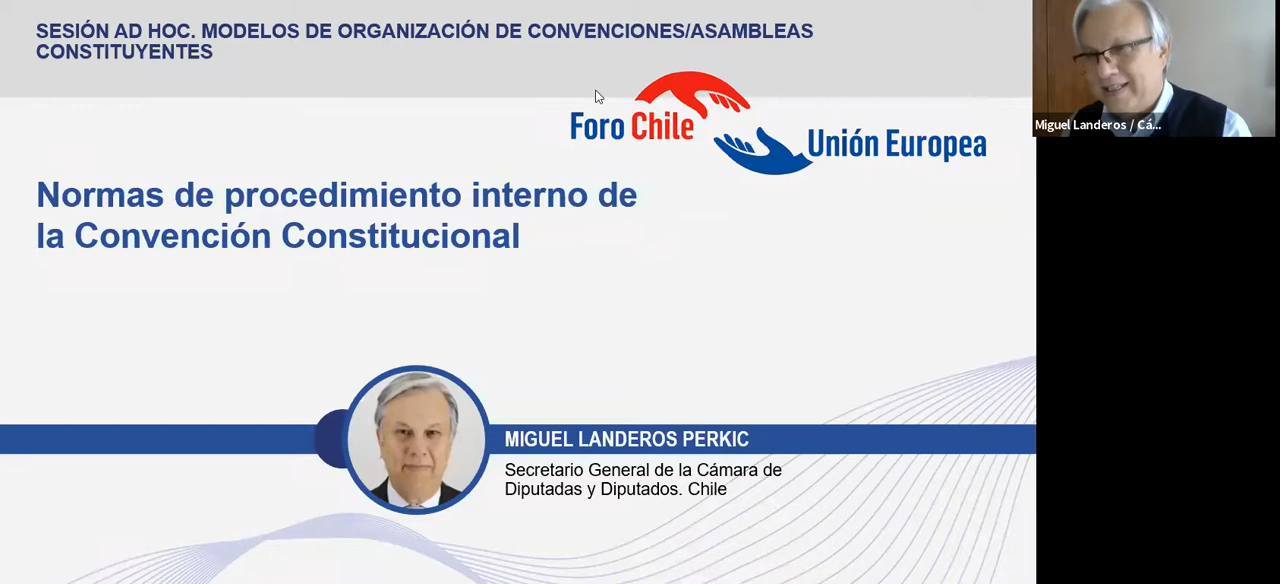 SESIÓN AD HOC. MODELOS DE ORGANIZACIÓN DE CONVENCIONES/ASAMBLEAS
CONSTITUYENTES
Foro Chile
Unión Europea
Miguel Landeros / Cá...
Normas de procedimiento interno de
la Convención Constitucional
MIGUEL LANDEROS PERKIC
Secretario General de la Cámara de
Diputadas y Diputados. Chile